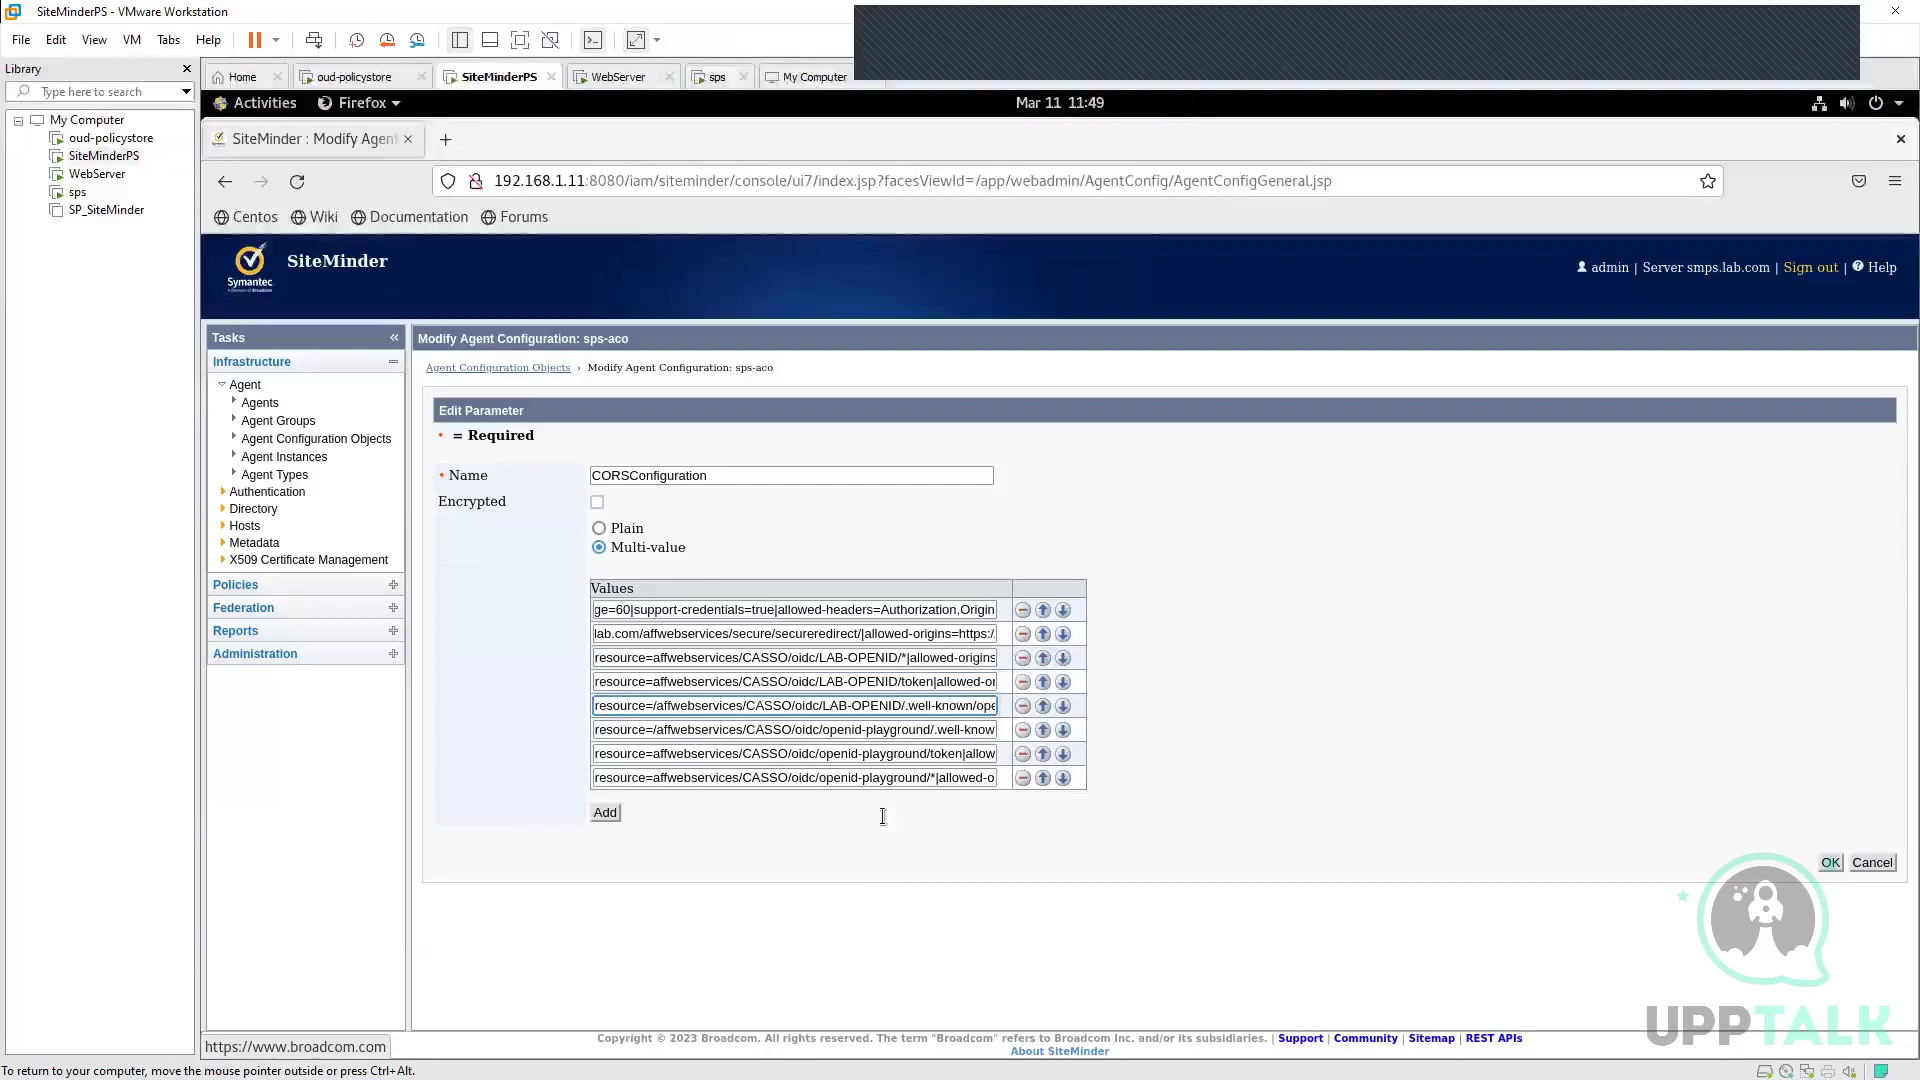 SiteMinderPS - VMware Workstation
File Edit View VM Tabs Help
Library
Type here to search
My Computer
oud-policystore
SiteMinderPS
WebServer
sps
SP_SiteMinder
Home oud-policystore SiteMinderPS WebServer sps My Computer
Activities Firefox Mar 11 11:49
SiteMinder : Modify Agen
192.168.1.11:8080/iam/siteminder/console/ui7/index.jsp?facesViewId=/app/webadmin/AgentConfig/AgentConfigGeneral.jsp
Centos Wiki Documentation Forums
Symantec
A Division of Broadcom
SiteMinder
admin | Server smps.lab.com | Sign out | Help
Tasks
Infrastructure
Agent
Agents
Agent Groups
Agent Configuration Objects
Agent Instances
Agent Types
Authentication
Directory
Hosts
Metadata
X509 Certificate Management
Policies
Federation
Reports
Administration
Modify Agent Configuration: sps-aco
Agent Configuration Objects › Modify Agent Configuration: sps-aco
Edit Parameter
• = Required
• Name CORSConfiguration
Encrypted
Plain
Multi-value
Values
ge=60|support-credentials=true|allowed-headers=Authorization,Origin
lab.com/affwebservices/secure/secureredirect/|allowed-origins=https:/
resource=affwebservices/CASSO/oidc/LAB-OPENID/*|allowed-origins
resource=affwebservices/CASSO/oidc/LAB-OPENID/token|allowed-or
resource=/affwebservices/CASSO/oidc/LAB-OPENID/.well-known/ope
resource=/affwebservices/CASSO/oidc/openid-playground/.well-know
resource=affwebservices/CASSO/oidc/openid-playground/token|allow
resource=affwebservices/CASSO/oidc/openid-playground/*|allowed-o
Add
OK Cancel
UPPTALK
Copyright © 2023 Broadcom. All rights reserved. The term "Broadcom" refers to Broadcom Inc. and/or its subsidiaries. | Support | Community | Sitemap | REST APIs
About SiteMinder
https://www.broadcom.com
To return to your computer, move the mouse pointer outside or press Ctrl+Alt.